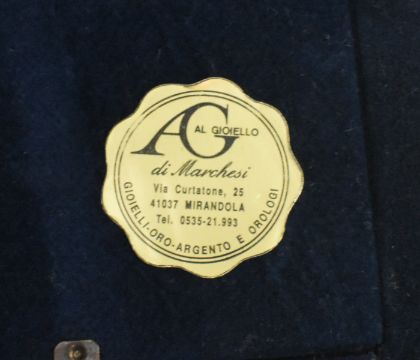 AG
AL GIOIELLO
di Marchesi
Via Curtatone, 25
41037 MIRANDOLA
Tel. 0535-21.993
GIOIELLI-ORO-ARGENTO E OROLOGI